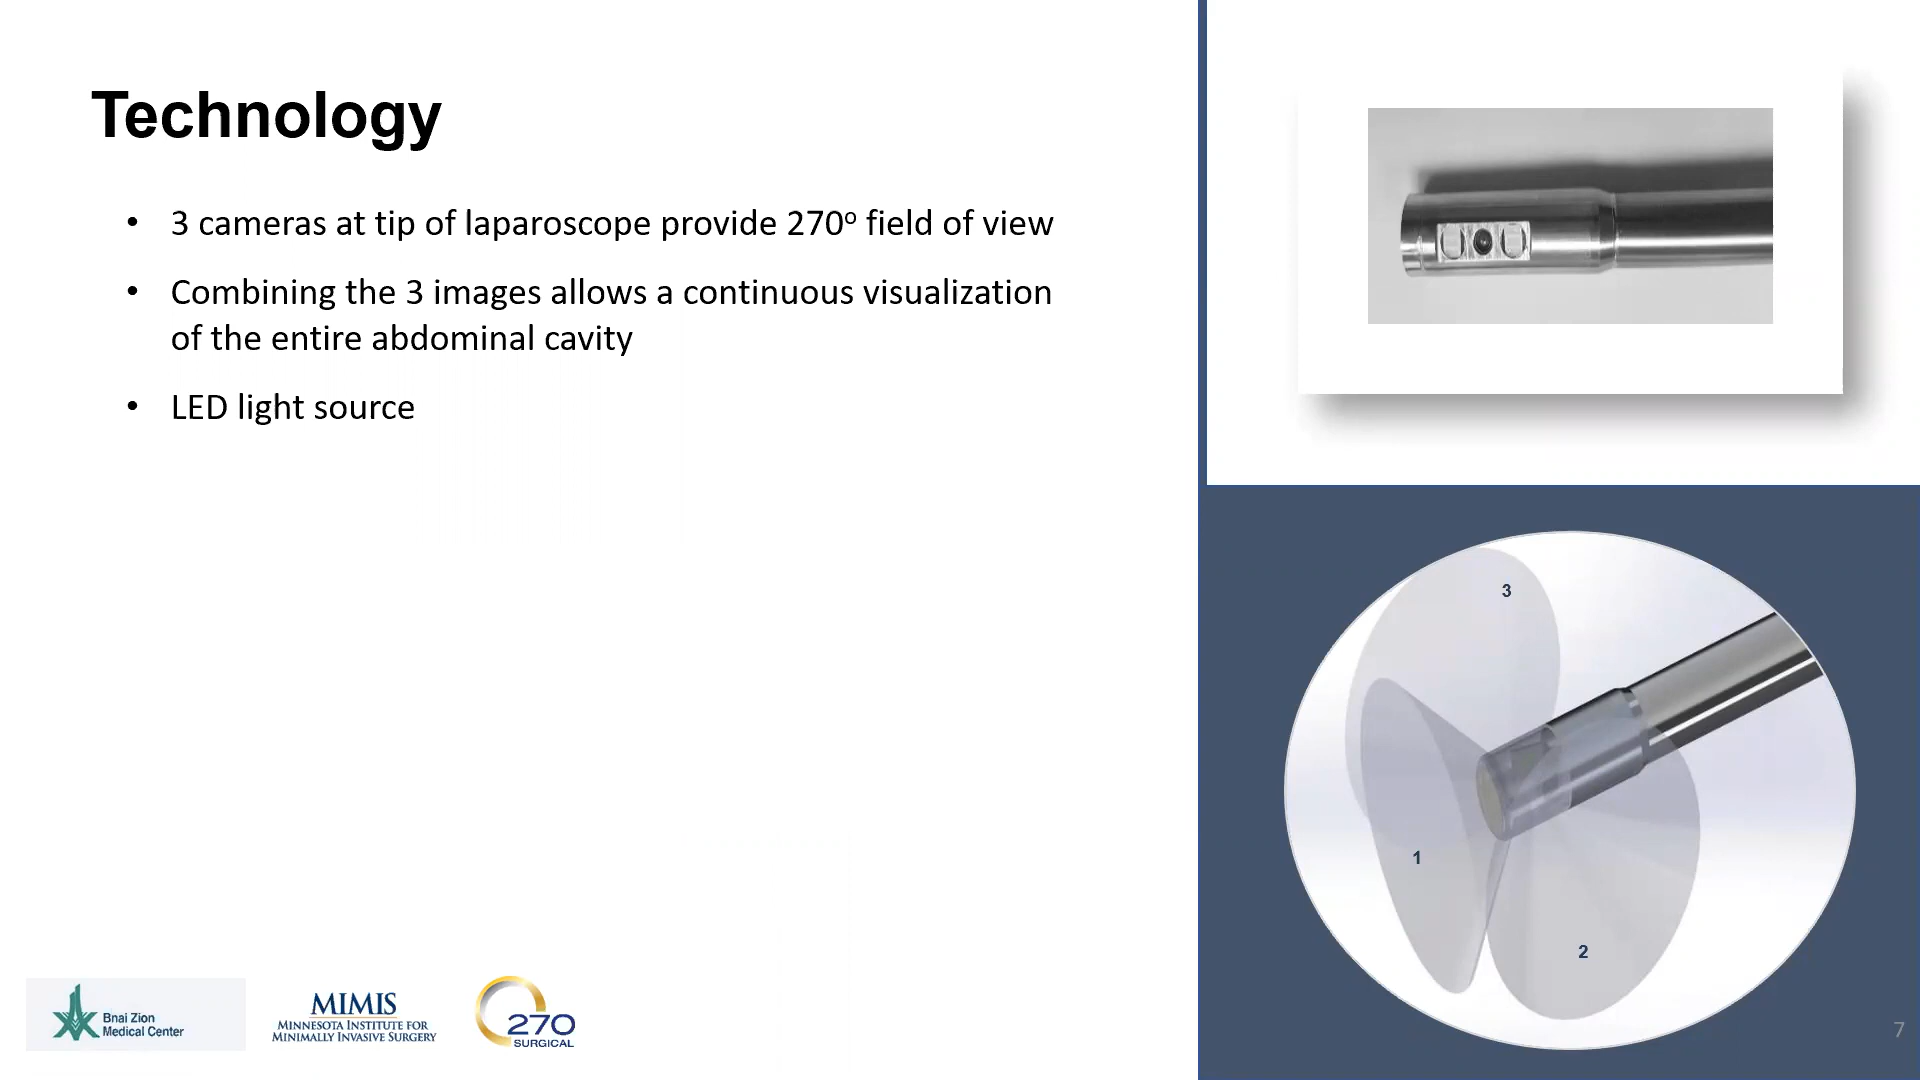 Technology
• 3 cameras at tip of laparoscope provide 270º field of view
• Combining the 3 images allows a continuous visualization
of the entire abdominal cavity
• LED light source
3
1
2
Bnai Zion
Medical Center
MIMIS
MINNESOTA INSTITUTE FOR
MINIMALLY INVASIVE SURGERY
270
SURGICAL
7